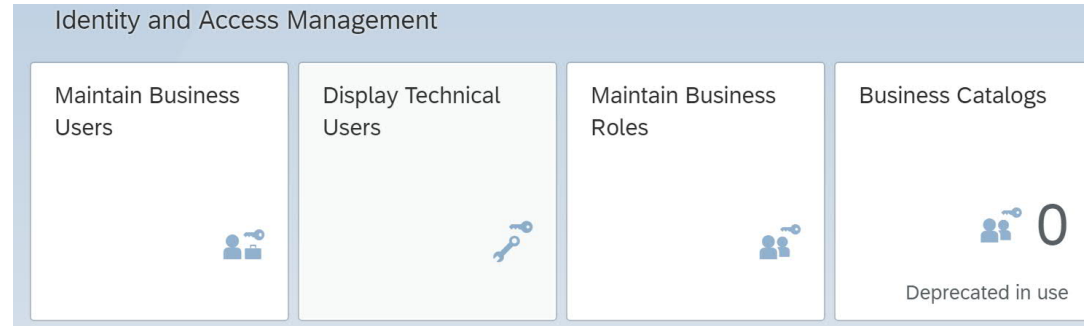 Identity and Access Management
Maintain Business
Users
Display Technical
Users
Maintain Business
Roles
Business Catalogs
0
Deprecated in use